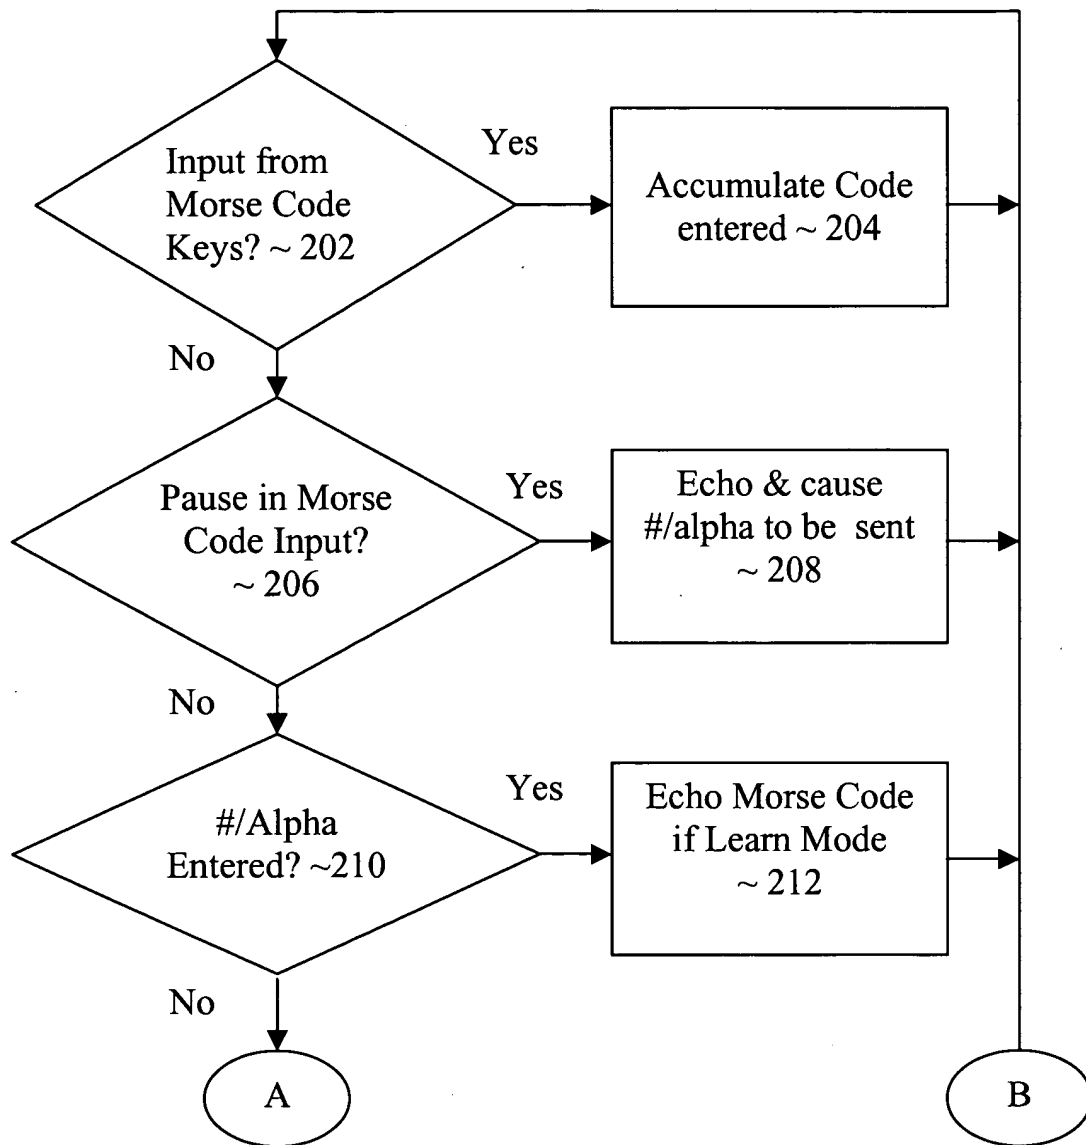 Input from
Morse Code
Keys? ~ 202
Yes
Accumulate Code
entered ~ 204
No
Pause in Morse
Code Input?
~ 206
Yes
Echo & cause
#/alpha to be sent
~ 208
No
#/Alpha
Entered? ~210
Yes
Echo Morse Code
if Learn Mode
~ 212
No
A
B